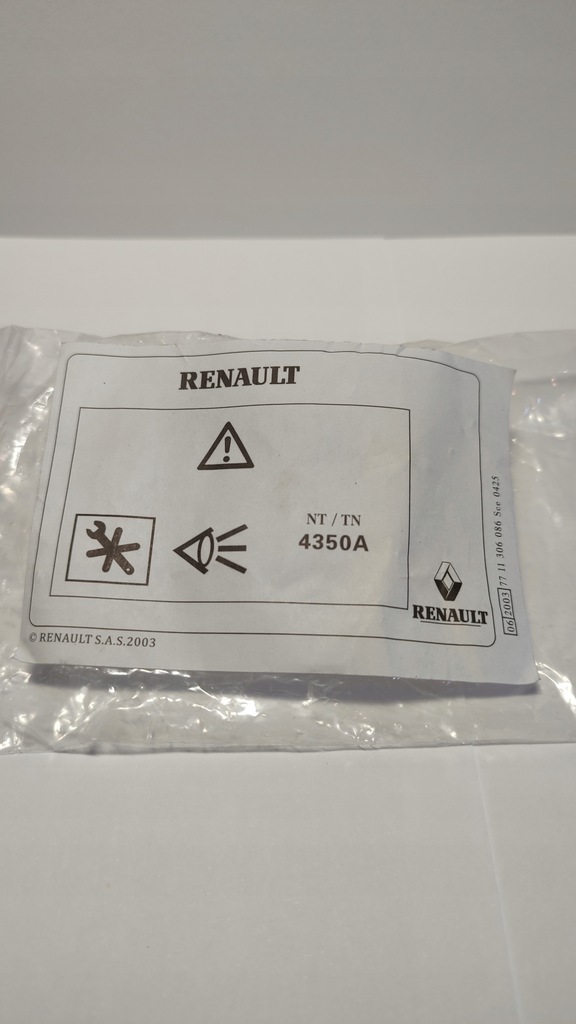 RENAULT
NT / TN
4350A
RENAULT
© RENAULT S.A.S.2003
06 2003 77 11 306 086 See 0425